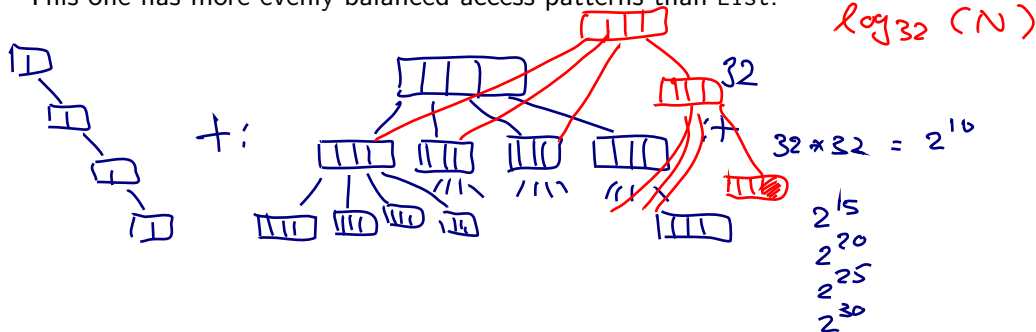 This one has more evenly balanced access patterns than List.
log32 (N)
32
+:
:+
32 * 32 = 2^10
2^15
2^20
2^25
2^30